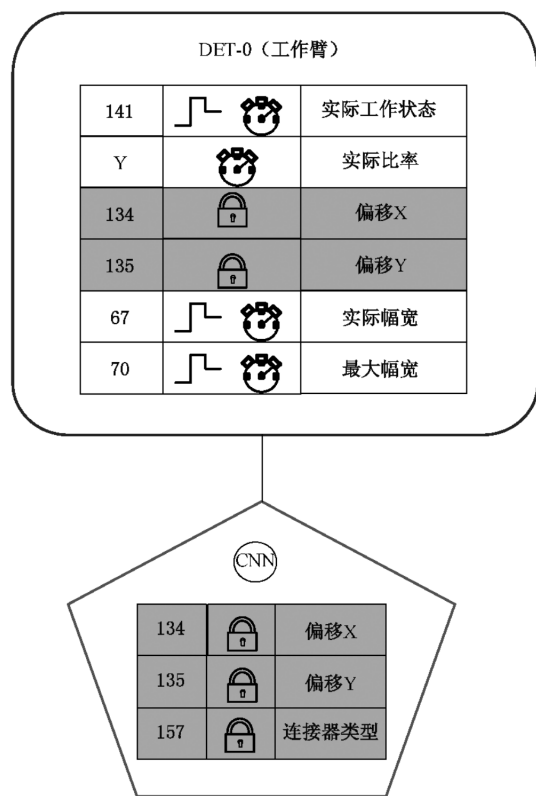 DET-0（工作臂）
141 实际工作状态
Y 实际比率
134 偏移X
135 偏移Y
67 实际幅宽
70 最大幅宽
CNN
134 偏移X
135 偏移Y
157 连接器类型